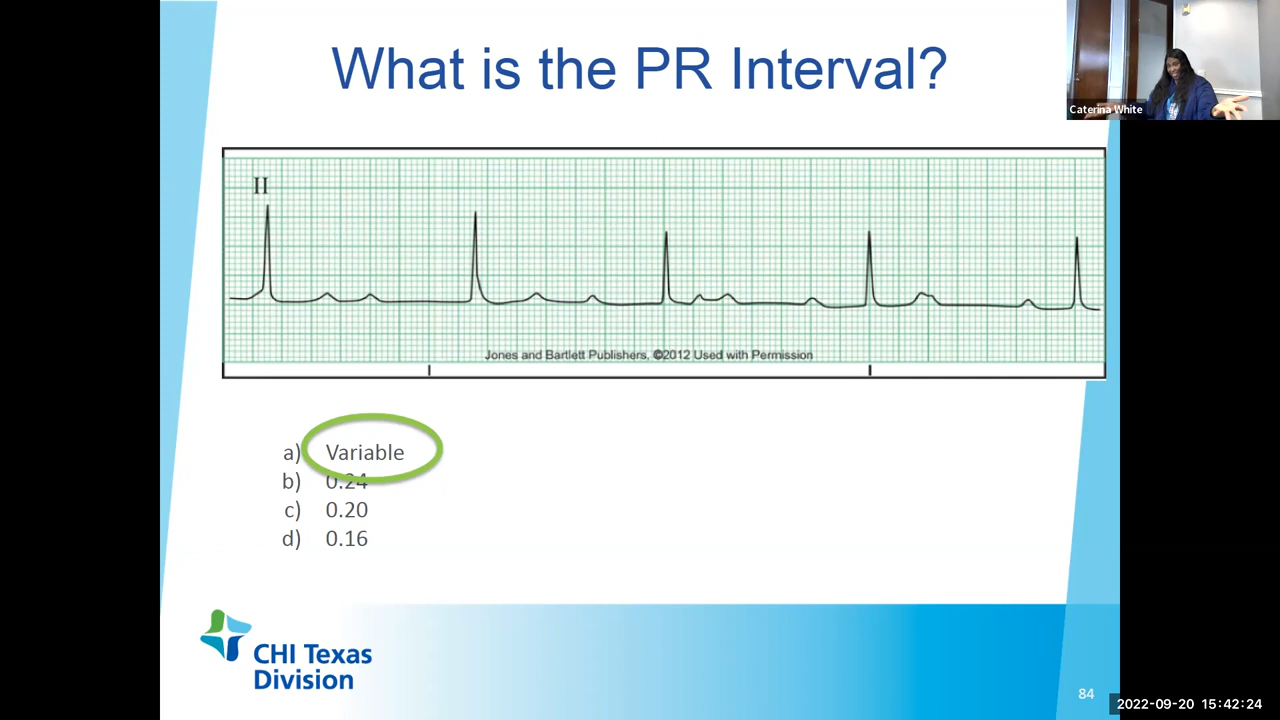 What is the PR Interval?
Caterina White
II
Jones and Bartlett Publishers, ©2012 Used with Permission
a) Variable
b) 0.24
c) 0.20
d) 0.16
CHI Texas
Division
84
2022-09-20 15:42:24